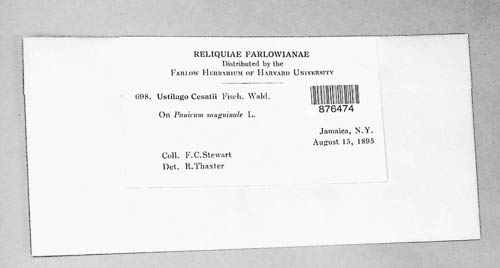 RELIQUIAE FARLOWIANAE
Distributed by the
FARLOW HERBARIUM OF HARVARD UNIVERSITY
698. Ustilago Cesatii Fisch. Wald.
876474
On Panicum sanguinale L.
Jamaica, N.Y.
August 15, 1895
Coll. F.C.Stewart
Det. R.Thaxter